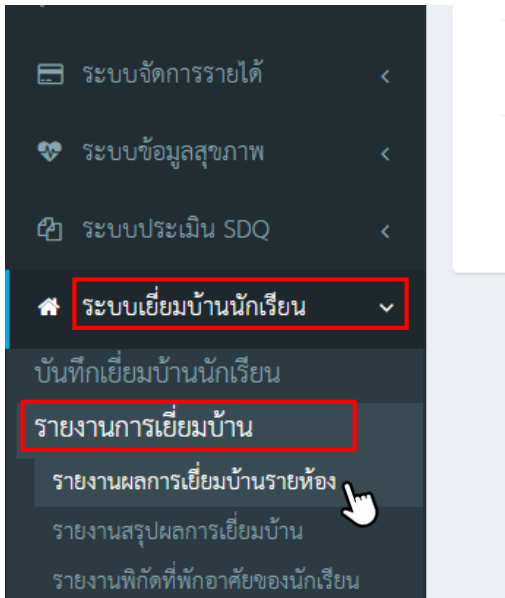 ระบบจัดการรายได้
ระบบข้อมูลสุขภาพ
ระบบประเมิน SDQ
ระบบเยี่ยมบ้านนักเรียน
บันทึกเยี่ยมบ้านนักเรียน
รายงานการเยี่ยมบ้าน
รายงานผลการเยี่ยมบ้านรายห้อง
รายงานสรุปผลการเยี่ยมบ้าน
รายงานพิกัดที่พักอาศัยของนักเรียน